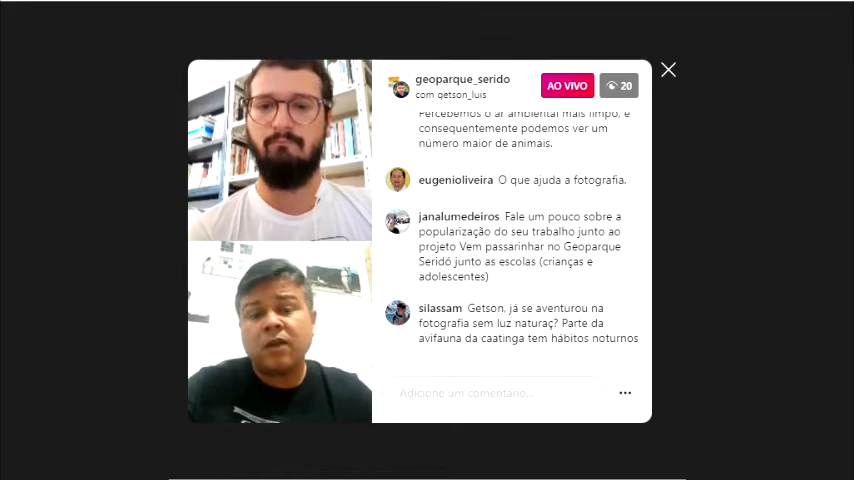 geoparque_serido
com getson_luis
AO VIVO
20
Percebemos o ar ambiental mais limpo, e
consequentemente podemos ver um
número maior de animais.
eugenioliveira O que ajuda a fotografia.
janalumedeiros Fale um pouco sobre a
popularização do seu trabalho junto ao
projeto Vem passarinhar no Geoparque
Seridó junto as escolas (crianças e
adolescentes)
silassam Getson, já se aventurou na
fotografia sem luz naturaç? Parte da
avifauna da caatinga tem hábitos noturnos
Adicione um comentário...